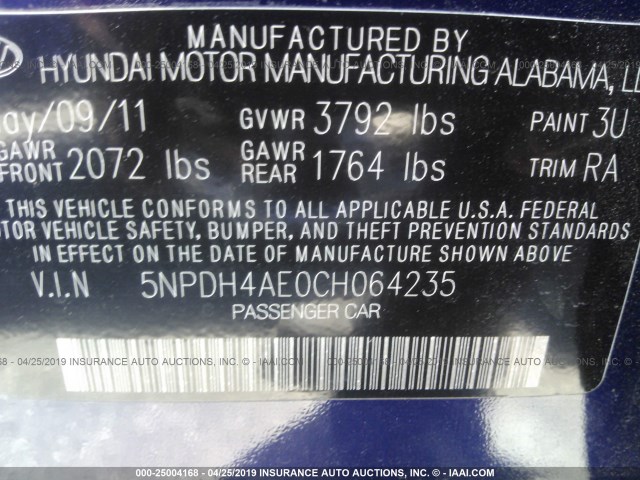 MANUFACTURED BY
HYUNDAI MOTOR MANUFACTURING ALABAMA,
ay/09/11 GVWR 3792 lbs PAINT 3U
GAWR FRONT 2072 lbs GAWR REAR 1764 lbs TRIM RA
THIS VEHICLE CONFORMS TO ALL APPLICABLE U.S.A. FEDERAL
MOTOR VEHICLE SAFETY, BUMPER, AND THEFT PREVENTION STANDARDS
IN EFFECT ON THE DATE OF MANUFACTURE SHOWN ABOVE.
V.I.N 5NPDH4AE0CH064235
PASSENGER CAR
000-25004168 - 04/25/2019 INSURANCE AUTO AUCTIONS, INC. - © IAAI.COM